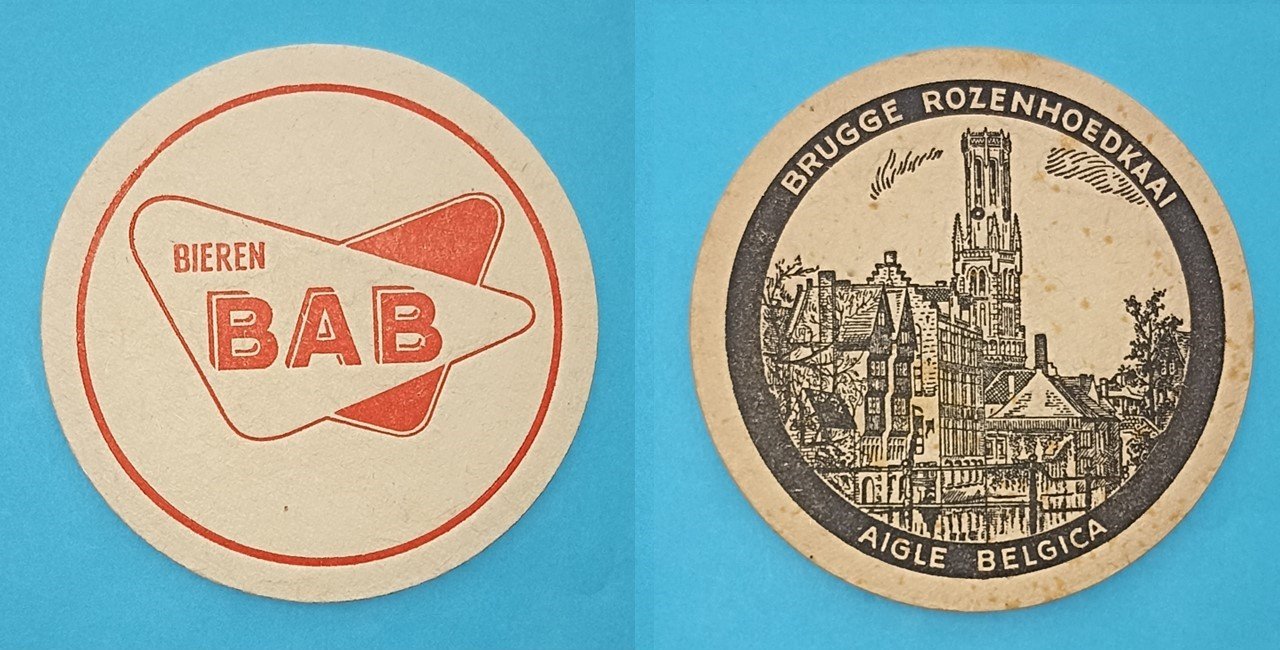 BIEREN
BAB
BRUGGE ROZENHOEDKAAI
AIGLE BELGICA